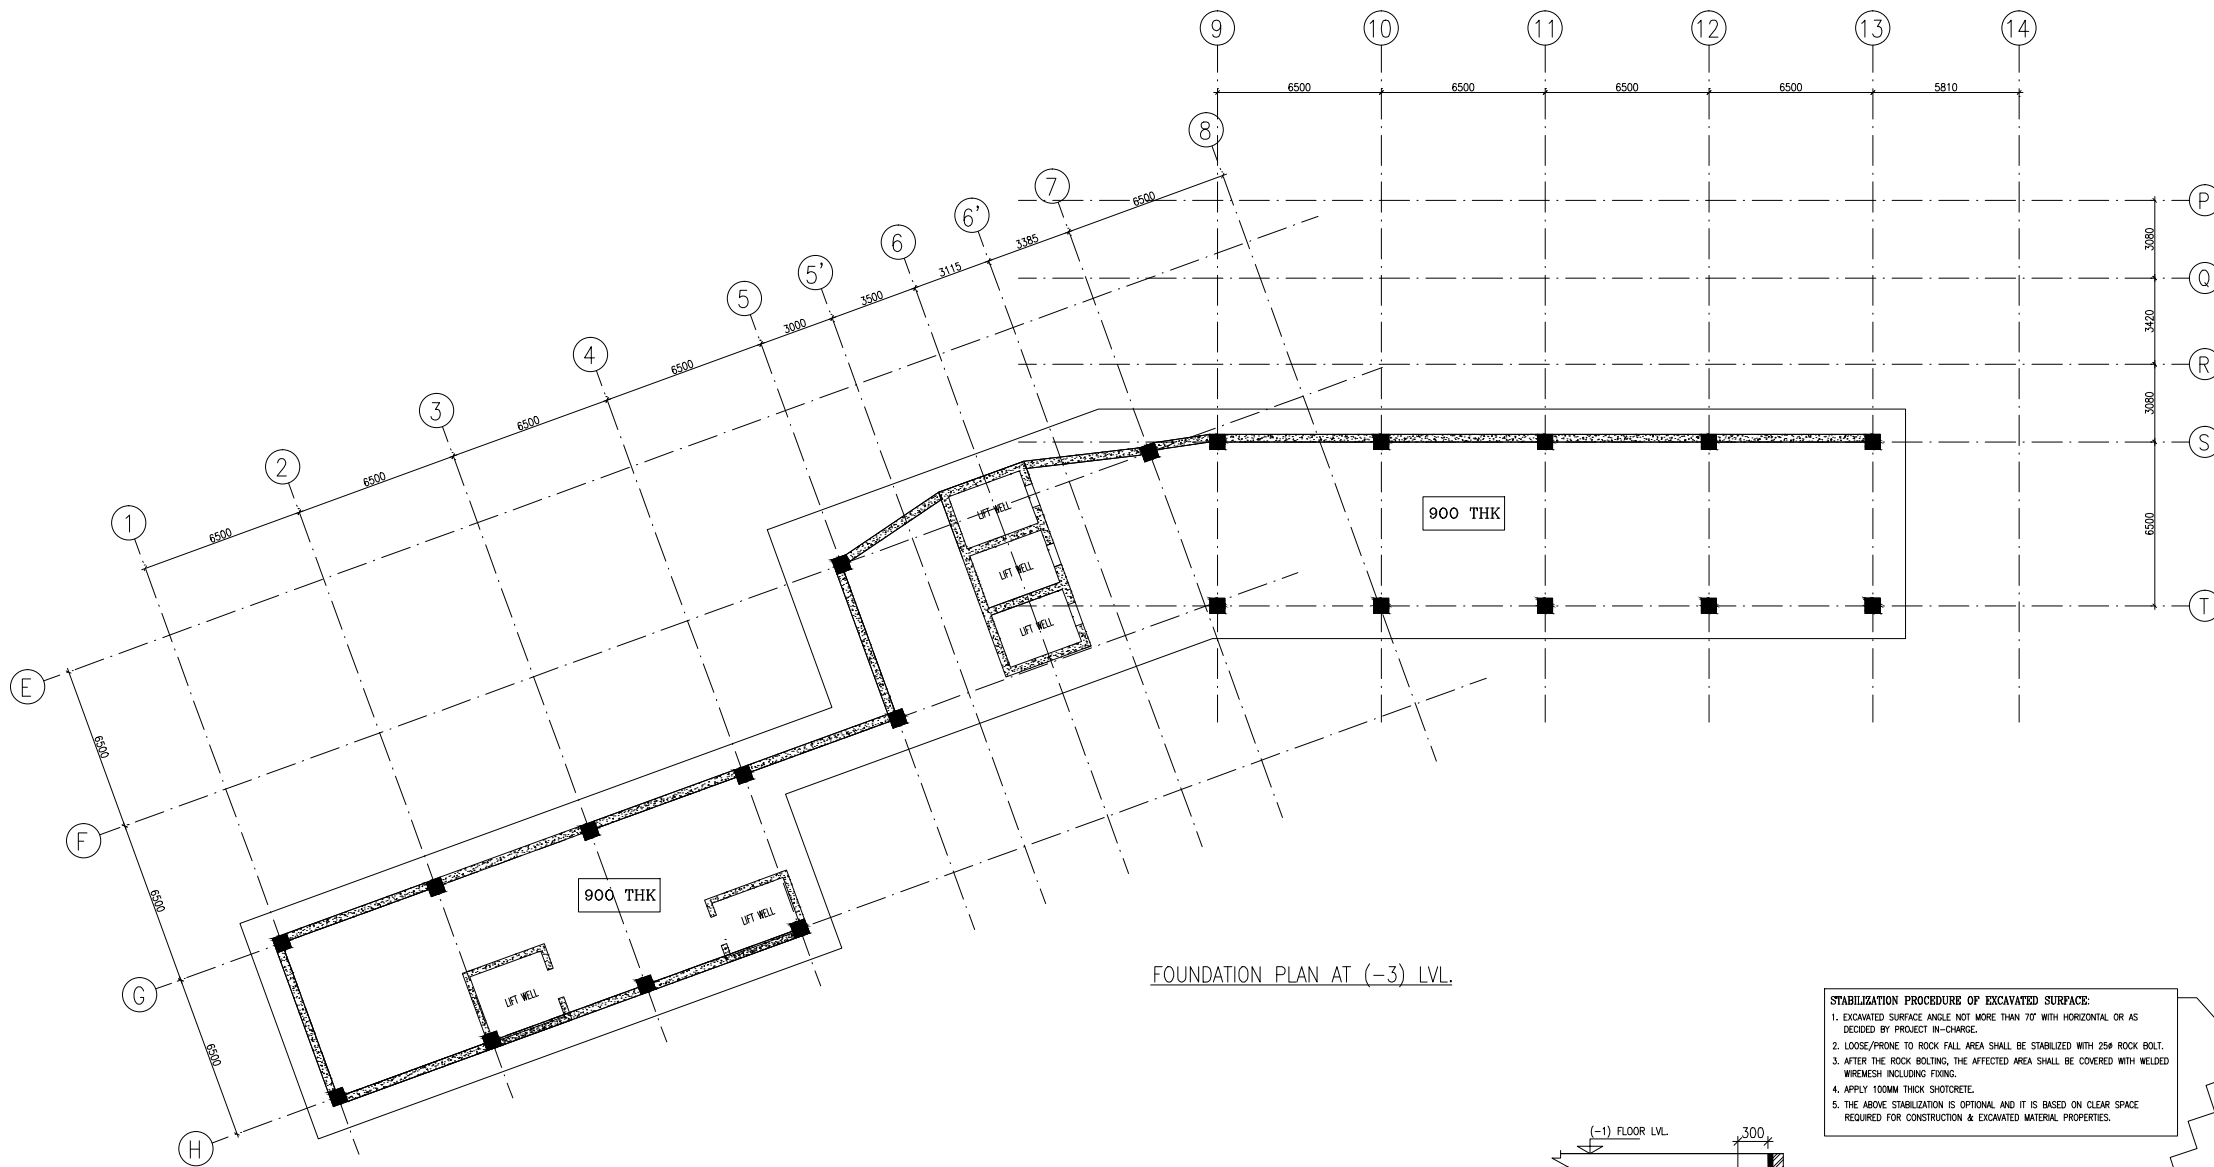 9
10
11
12
13
14
6500
6500
6500
6500
5810
8
7
6'
6
5'
5
4
3
2
1
6500
3385
3115
3500
3000
6500
6500
6500
6500
P
Q
R
S
T
3080
3420
3080
6500
E
F
G
H
6500
6500
6500
LIFT WELL
LIFT WELL
LIFT WELL
900 THK
900 THK
LIFT WELL
LIFT WELL
FOUNDATION PLAN AT (-3) LVL.
STABILIZATION PROCEDURE OF EXCAVATED SURFACE:
1. EXCAVATED SURFACE ANGLE NOT MORE THAN 70° WITH HORIZONTAL OR AS
DECIDED BY PROJECT IN-CHARGE.
2. LOOSE/PRONE TO ROCK FALL AREA SHALL BE STABILIZED WITH 25ø ROCK BOLT.
3. AFTER THE ROCK BOLTING, THE AFFECTED AREA SHALL BE COVERED WITH WELDED
WIREMESH INCLUDING FIXING.
4. APPLY 100MM THICK SHOTCRETE.
5. THE ABOVE STABILIZATION IS OPTIONAL AND IT IS BASED ON CLEAR SPACE
REQUIRED FOR CONSTRUCTION & EXCAVATED MATERIAL PROPERTIES.
(-1) FLOOR LVL.
300